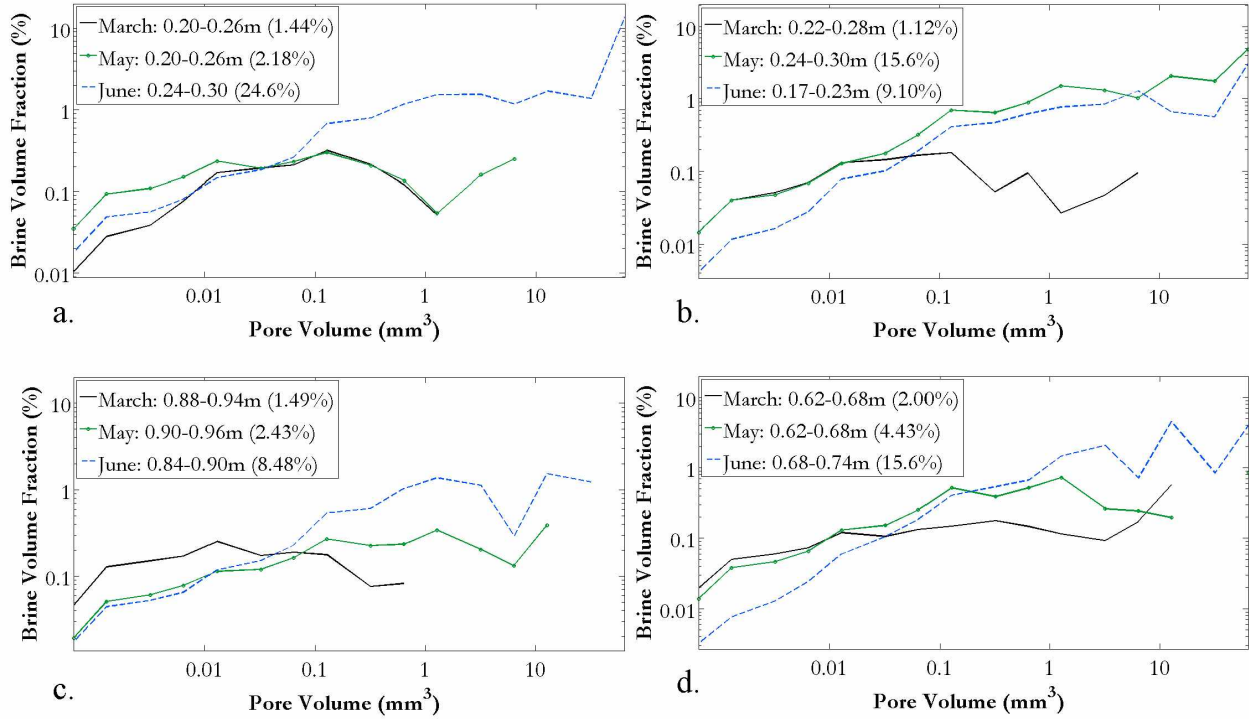 March: 0.20-0.26m (1.44%)
May: 0.20-0.26m (2.18%)
June: 0.24-0.30 (24.6%)
Brine Volume Fraction (%)
10
1
0.1
0.01
0.01
0.1
1
10
a.
Pore Volume (mm³)
March: 0.22-0.28m (1.12%)
May: 0.24-0.30m (15.6%)
June: 0.17-0.23m (9.10%)
Brine Volume Fraction (%)
10
1
0.1
0.01
0.01
0.1
1
10
b.
Pore Volume (mm³)
March: 0.88-0.94m (1.49%)
May: 0.90-0.96m (2.43%)
June: 0.84-0.90m (8.48%)
Brine Volume Fraction (%)
10
1
0.1
0.01
0.1
1
10
c.
Pore Volume (mm³)
March: 0.62-0.68m (2.00%)
May: 0.62-0.68m (4.43%)
June: 0.68-0.74m (15.6%)
Brine Volume Fraction (%)
10
1
0.1
0.01
0.01
0.1
1
10
d.
Pore Volume (mm³)